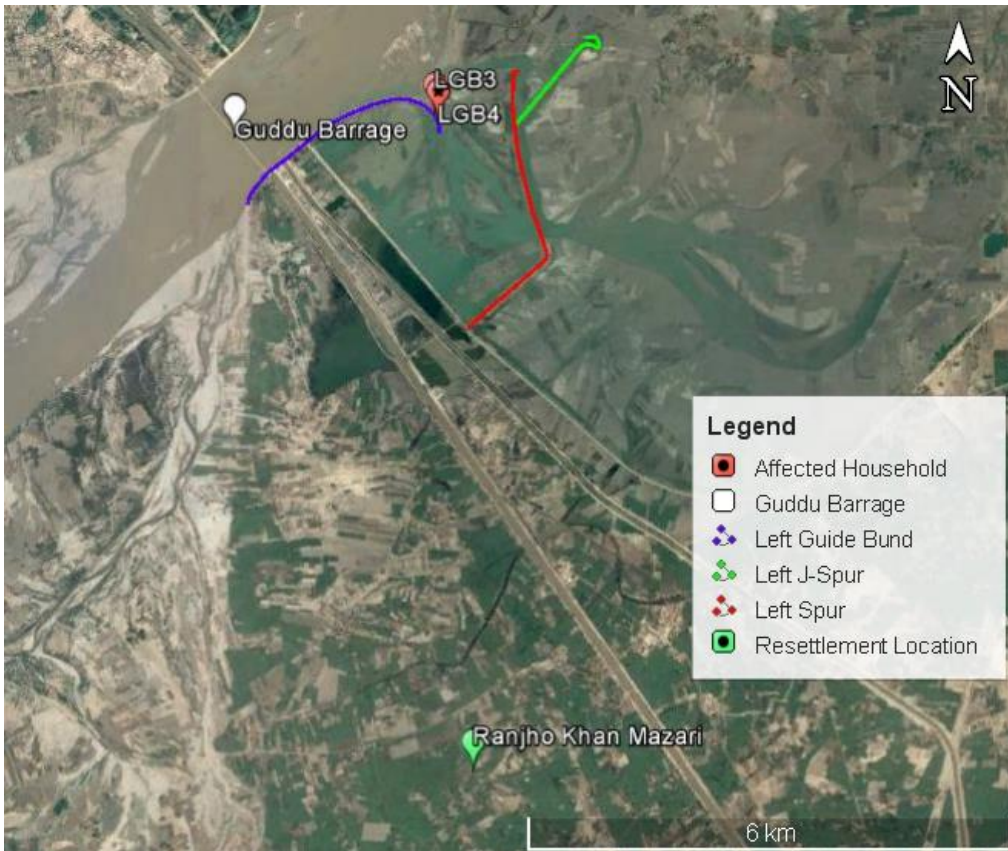 N
LGB3
LGB4
Guddu Barrage
Legend
Affected Household
Guddu Barrage
Left Guide Bund
Left J-Spur
Left Spur
Resettlement Location
Ranjho Khan Mazari
6 km